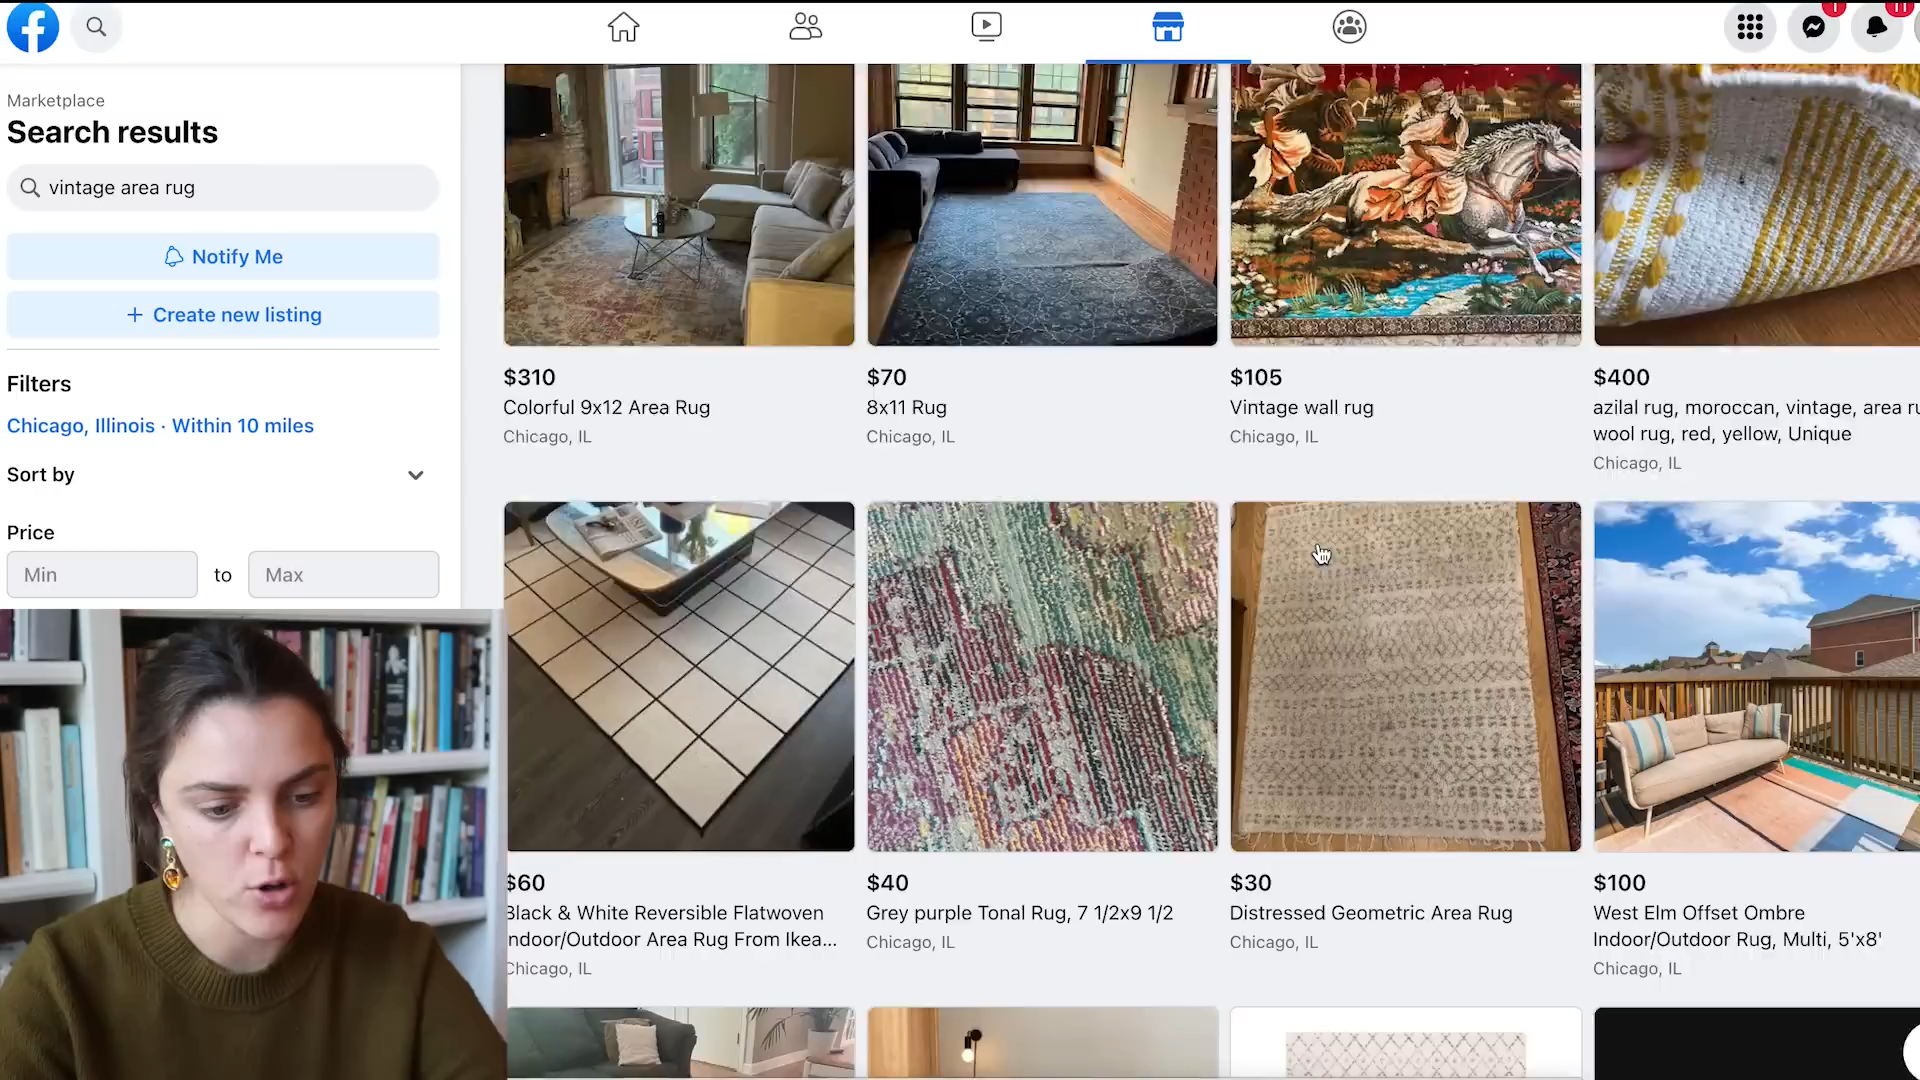 Marketplace
Search results
vintage area rug
Notify Me
+ Create new listing
Filters
Chicago, Illinois · Within 10 miles
Sort by
Price
Min
to
Max
$310
Colorful 9x12 Area Rug
Chicago, IL
$70
8x11 Rug
Chicago, IL
$105
Vintage wall rug
Chicago, IL
$400
azilal rug, moroccan, vintage, area
wool rug, red, yellow, Unique
Chicago, IL
$60
Black & White Reversible Flatwoven
ndoor/Outdoor Area Rug From Ikea...
Chicago, IL
$40
Grey purple Tonal Rug, 7 1/2x9 1/2
Chicago, IL
$30
Distressed Geometric Area Rug
Chicago, IL
$100
West Elm Offset Ombre
Indoor/Outdoor Rug, Multi, 5'x8'
Chicago, IL